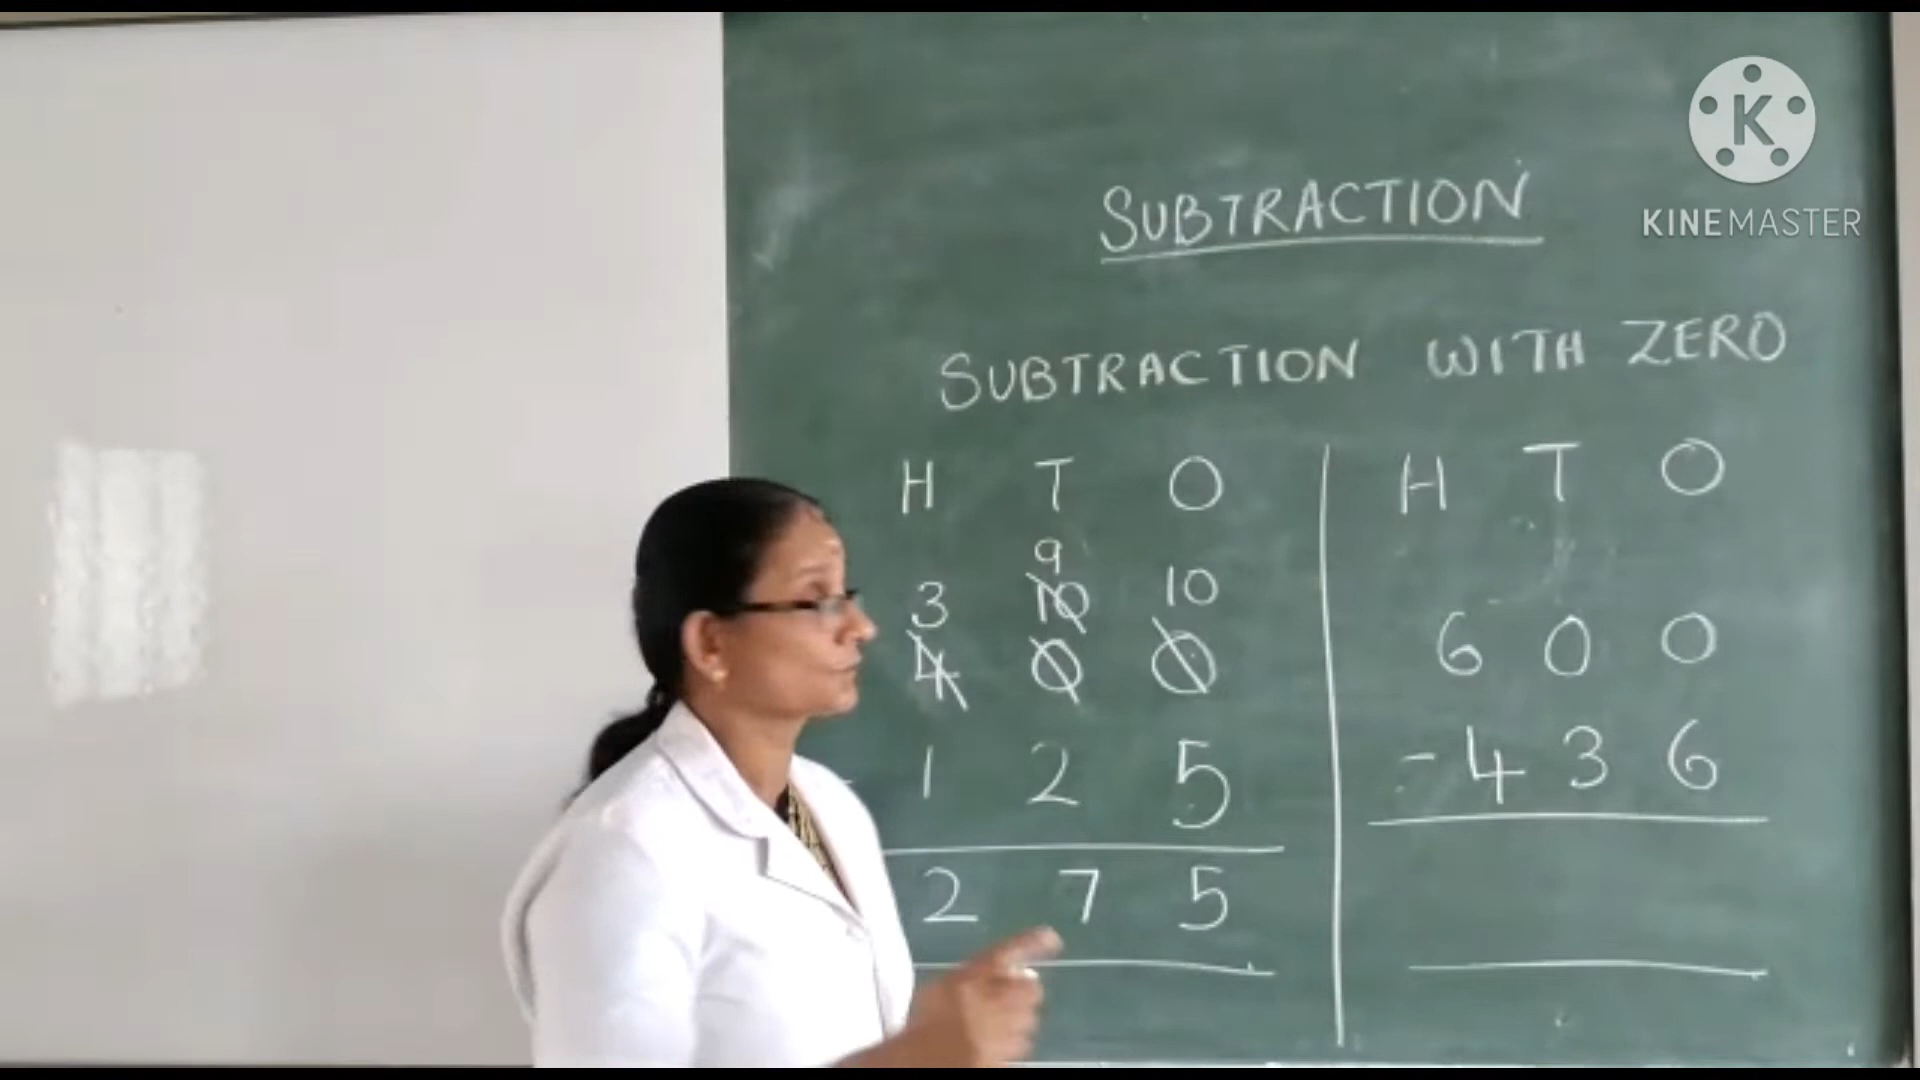 K
KINEMASTER
SUBTRACTION
SUBTRACTION WITH ZERO
H T O
9
3 10 10
4 0 0
- 1 2 5
2 7 5
H T O
6 0 0
- 4 3 6